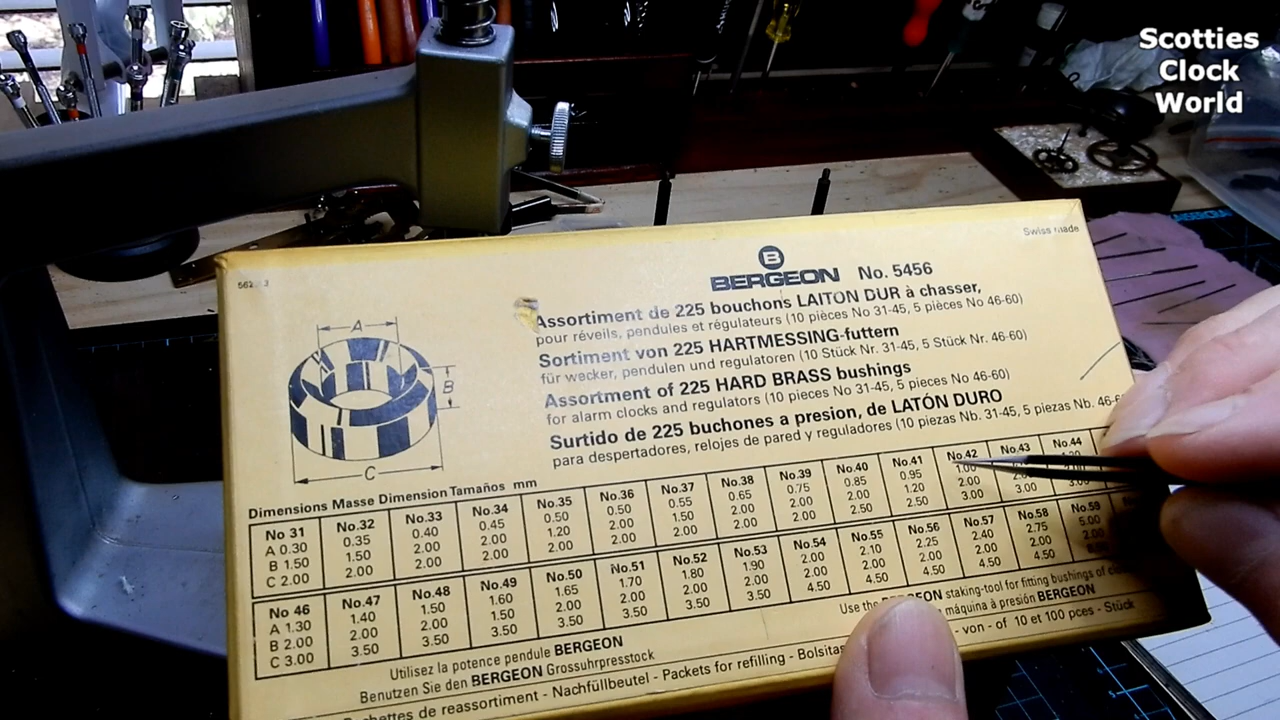 Scotties
Clock
World
Swiss made
BERGEON No. 5456
Assortiment de 225 bouchons LAITON DUR à chasser,
pour réveils, pendules et régulateurs (10 pièces No 31-45, 5 pièces No 46-60)
Sortiment von 225 HARTMESSING-futtern
für wecker, pendulen und regulatoren (10 Stück Nr. 31-45, 5 Stück Nr. 46-60)
Assortment of 225 HARD BRASS bushings
for alarm clocks and regulators (10 pieces No 31-45, 5 pieces No 46-60)
Surtido de 225 buchones a presion, de LATÓN DURO
para despertadores, relojes de pared y reguladores (10 piezas Nb. 31-45, 5 piezas Nb. 46-6
A
B
C
Dimensions Masse Dimension Tamaños mm
No 31 No.32 No.33 No.34 No.35 No.36 No.37 No.38 No.39 No.40 No.41 No.42 No.43 No.44
A 0.30 0.35 0.40 0.45 0.50 0.50 0.55 0.65 0.75 0.85 0.95 1.00
B 1.50 1.50 2.00 2.00 1.20 2.00 1.50 2.00 2.00 2.00 1.20 2.00
C 2.00 2.00 2.00 2.00 2.00 2.00 2.00 2.00 2.00 2.50 2.50 3.00 3.00
No 46 No.47 No.48 No.49 No.50 No.51 No.52 No.53 No.54 No.55 No.56 No.57 No.58 No.59
A 1.30 1.40 1.50 1.60 1.65 1.70 1.80 1.90 2.00 2.10 2.25 2.40 2.75 5.00
B 2.00 2.00 2.00 1.50 2.00 2.00 2.00 2.00 2.00 2.00 2.00 2.00 2.00 2.00
C 3.00 3.50 3.50 3.50 3.50 3.50 3.50 3.50 4.50 4.50 4.50 4.50 4.50
Utilisez la potence pendule BERGEON
Use the BERGEON staking-tool for fitting bushings of
Benutzen Sie den BERGEON Grossuhrpresstock
máquina à presión BERGEON
de reassortiment - Nachfüllbeutel - Packets for refilling - Bolsitas - von - of 10 et 100 pces - Stück